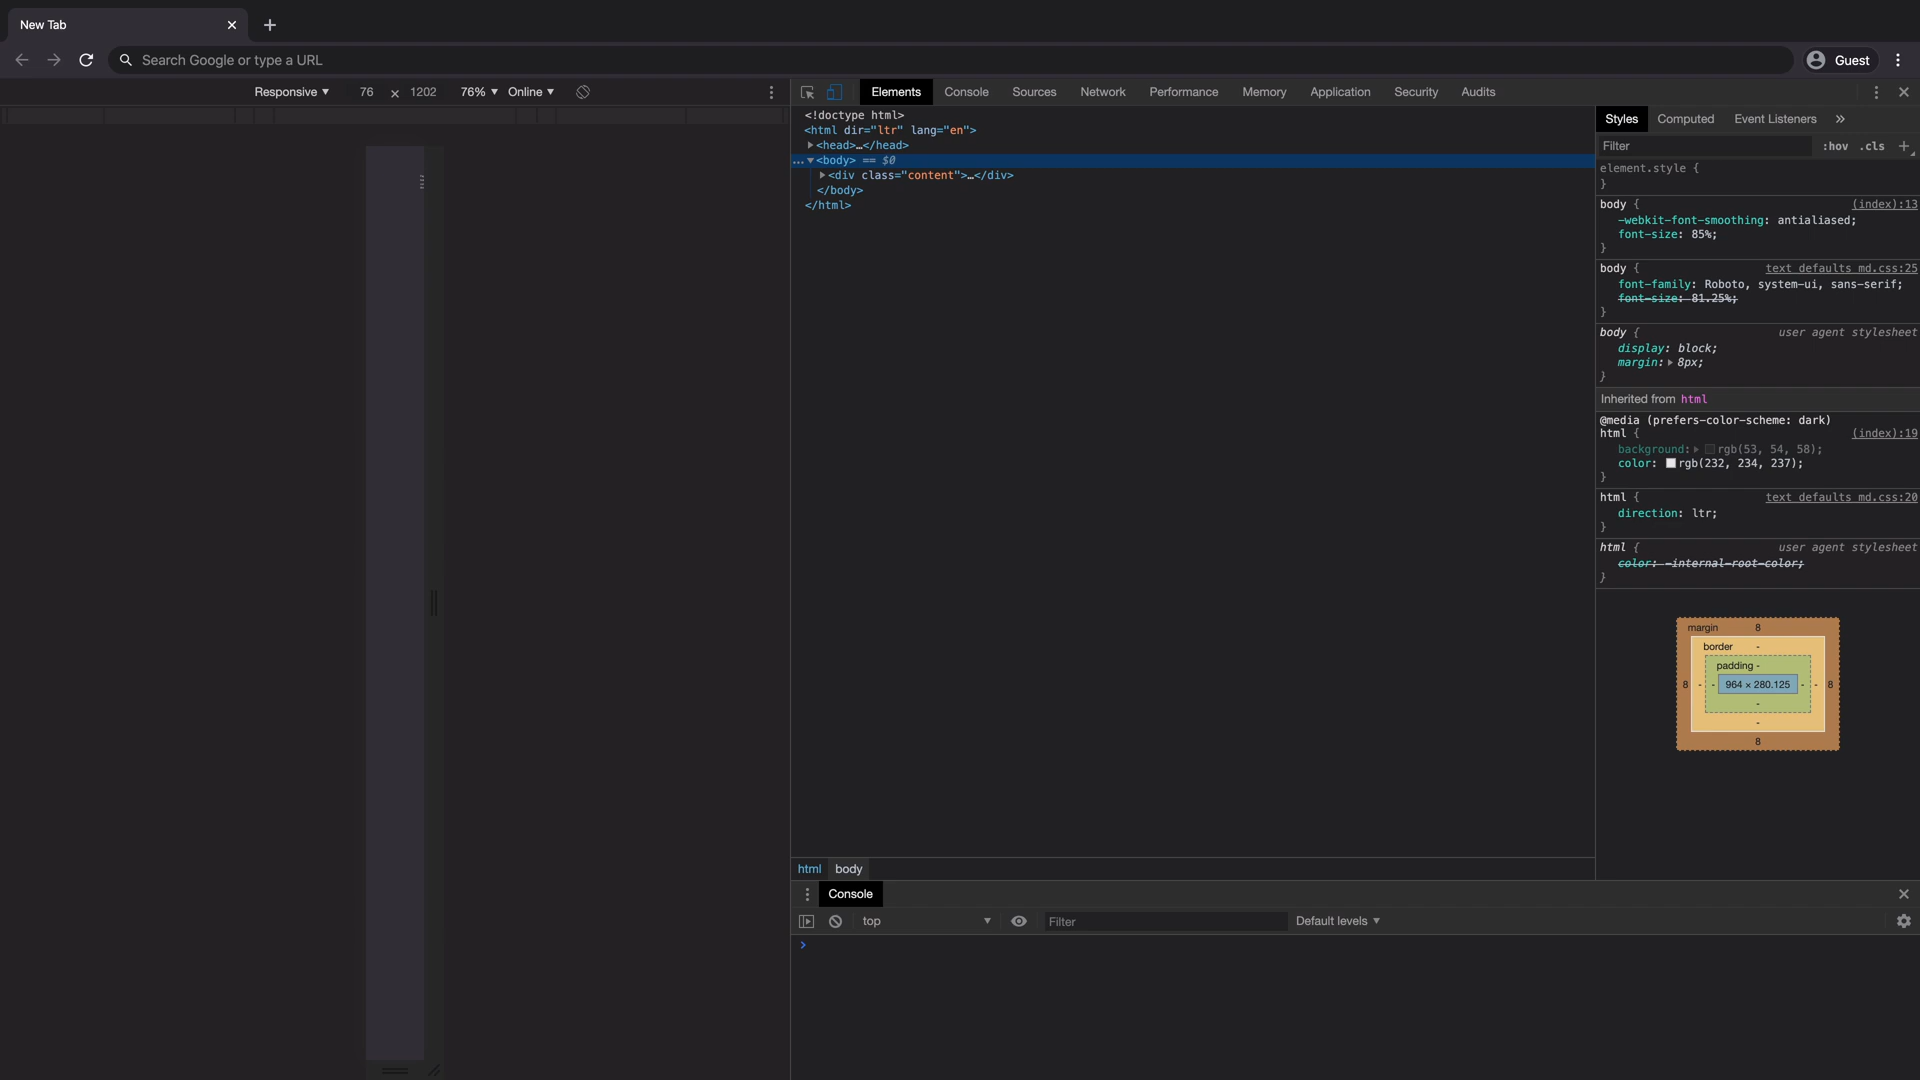 New Tab
Search Google or type a URL
Guest
Responsive 76 × 1202 76% Online
Elements Console Sources Network Performance Memory Application Security Audits
<!doctype html>
<html dir="ltr" lang="en">
<head>…</head>
… <body> == $0
<div class="content">…</div>
</body>
</html>
html body
Styles Computed Event Listeners »
Filter :hov .cls +
element.style {
}
body { (index):13
-webkit-font-smoothing: antialiased;
font-size: 85%;
}
body { text_defaults_md.css:25
font-family: Roboto, system-ui, sans-serif;
font-size: 81.25%;
}
body { user agent stylesheet
display: block;
margin: 8px;
}
Inherited from html
@media (prefers-color-scheme: dark)
html { (index):19
background: rgb(53, 54, 58);
color: rgb(232, 234, 237);
}
html { text_defaults_md.css:20
direction: ltr;
}
html { user agent stylesheet
color: -internal-root-color;
}
margin 8
border -
padding -
8 - - 964 × 280.125 - - 8
-
-
8
Console
top Filter Default levels
>